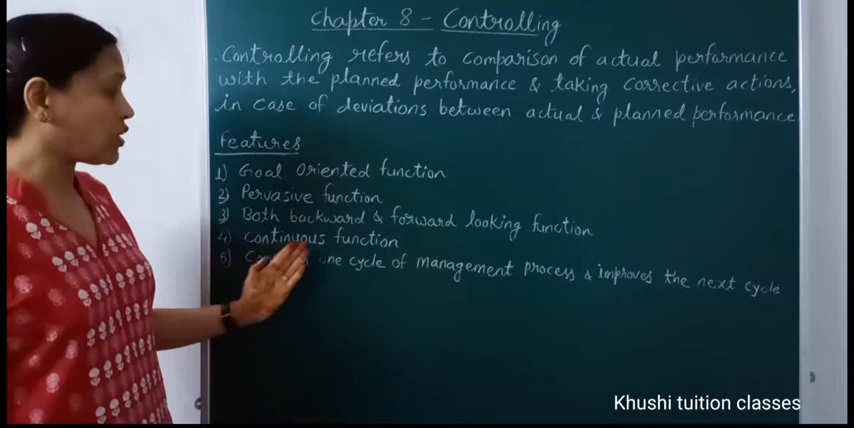 Chapter 8 - Controlling
Controlling refers to comparison of actual performance
with the planned performance & taking corrective actions,
in case of deviations between actual & planned performance
Features
1) Goal Oriented function
2) Pervasive function
3) Both backward & forward looking function
4) Continuous function
5) one cycle of management process & improves the next cycle
Khushi tuition classes